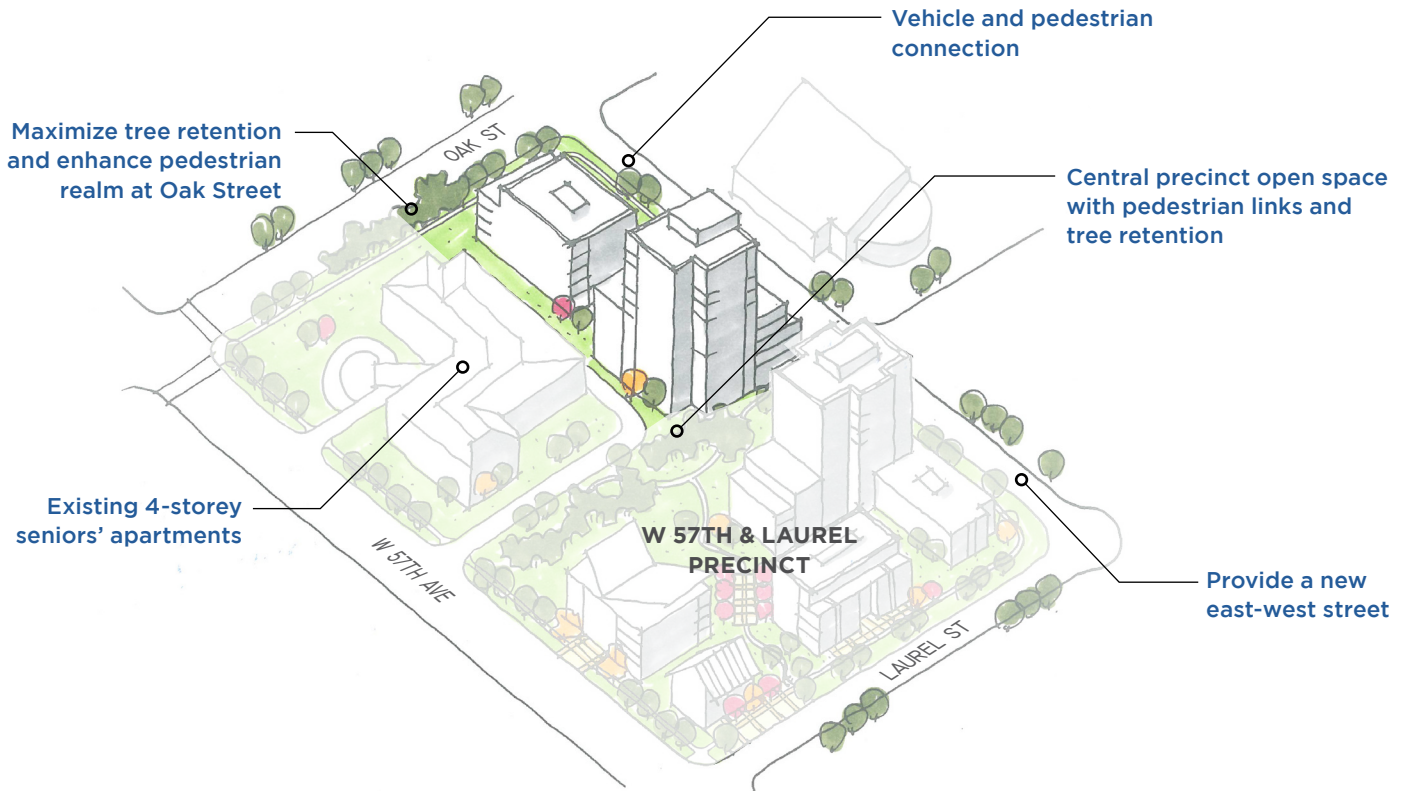 Vehicle and pedestrian
connection
Maximize tree retention
and enhance pedestrian
realm at Oak Street
OAK ST
Central precinct open space
with pedestrian links and
tree retention
Existing 4-storey
seniors’ apartments
W 57TH & LAUREL
PRECINCT
W 57TH AVE
Provide a new
east-west street
LAUREL ST